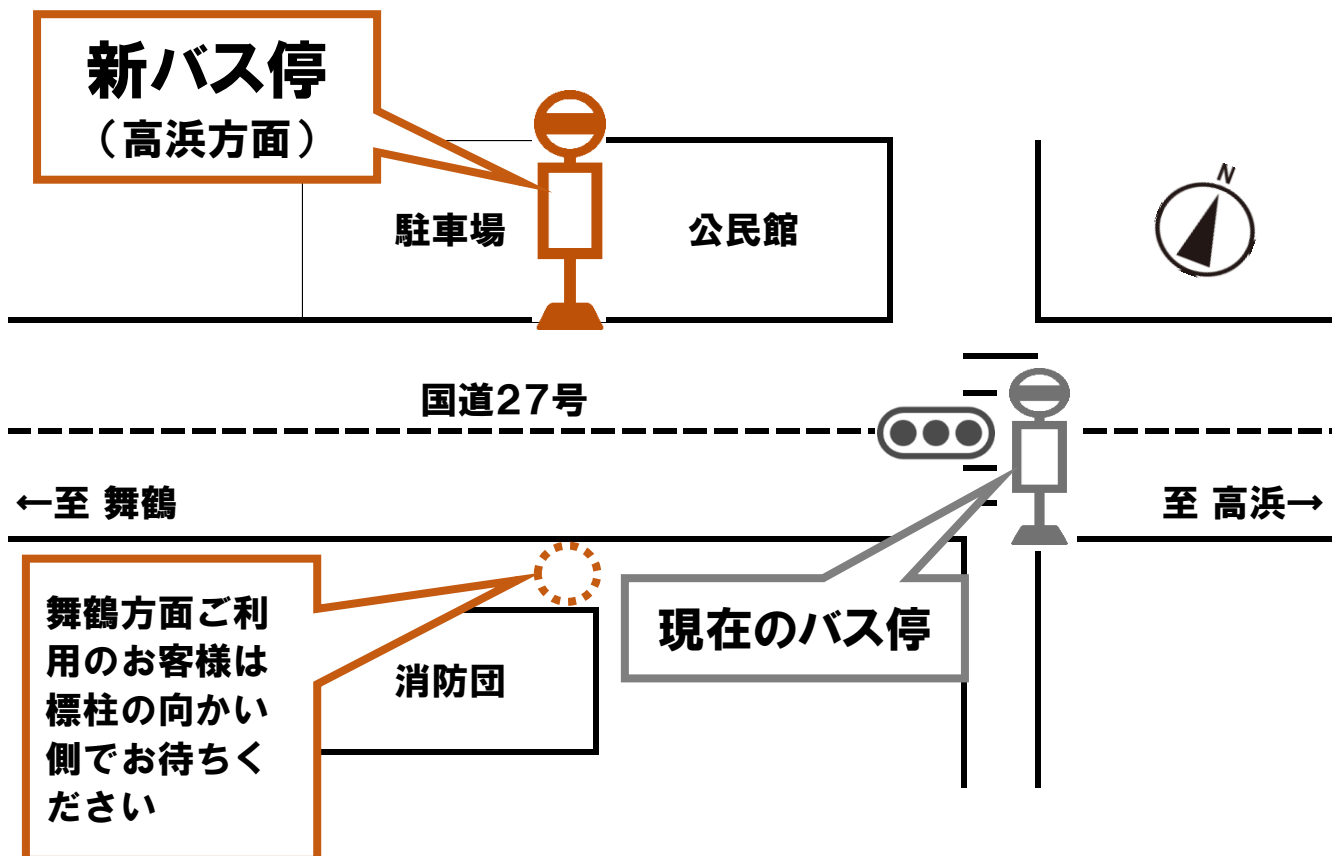 新バス停
（高浜方面）
N
駐車場
公民館
国道27号
←至 舞鶴
至 高浜→
舞鶴方面ご利
用のお客様は
標柱の向かい
側でお待ちく
ださい
消防団
現在のバス停